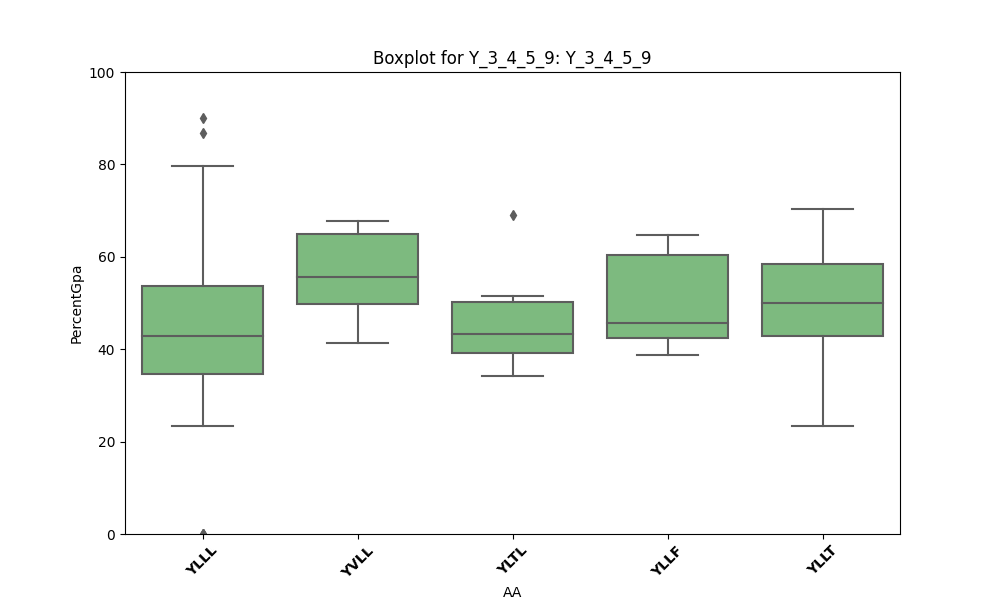 Boxplot for Y_3_4_5_9: Y_3_4_5_9
100
80
60
40
20
0
PercentGpa
YLLL
YVLL
YLTL
YLLF
YLLT
AA